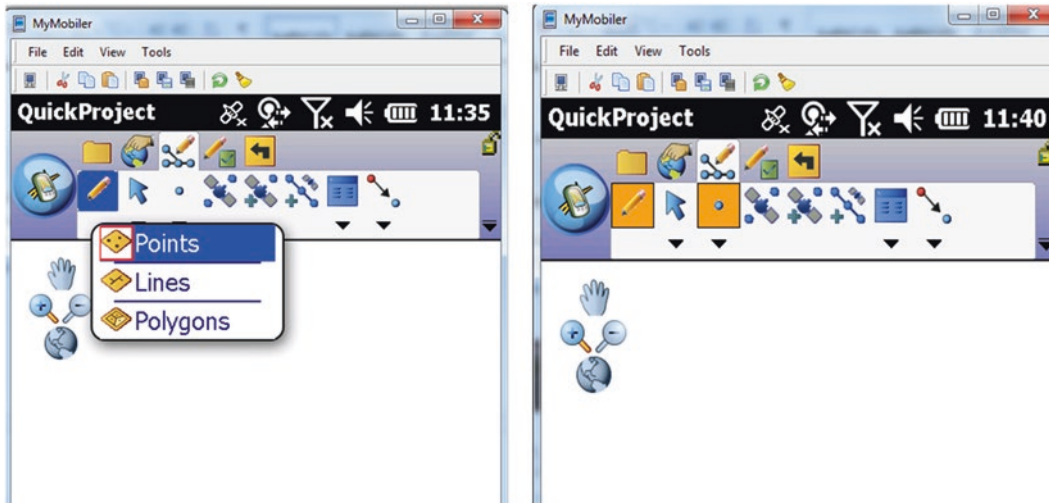 MyMobiler
File Edit View Tools
QuickProject 11:35
Points
Lines
Polygons
MyMobiler
File Edit View Tools
QuickProject 11:40